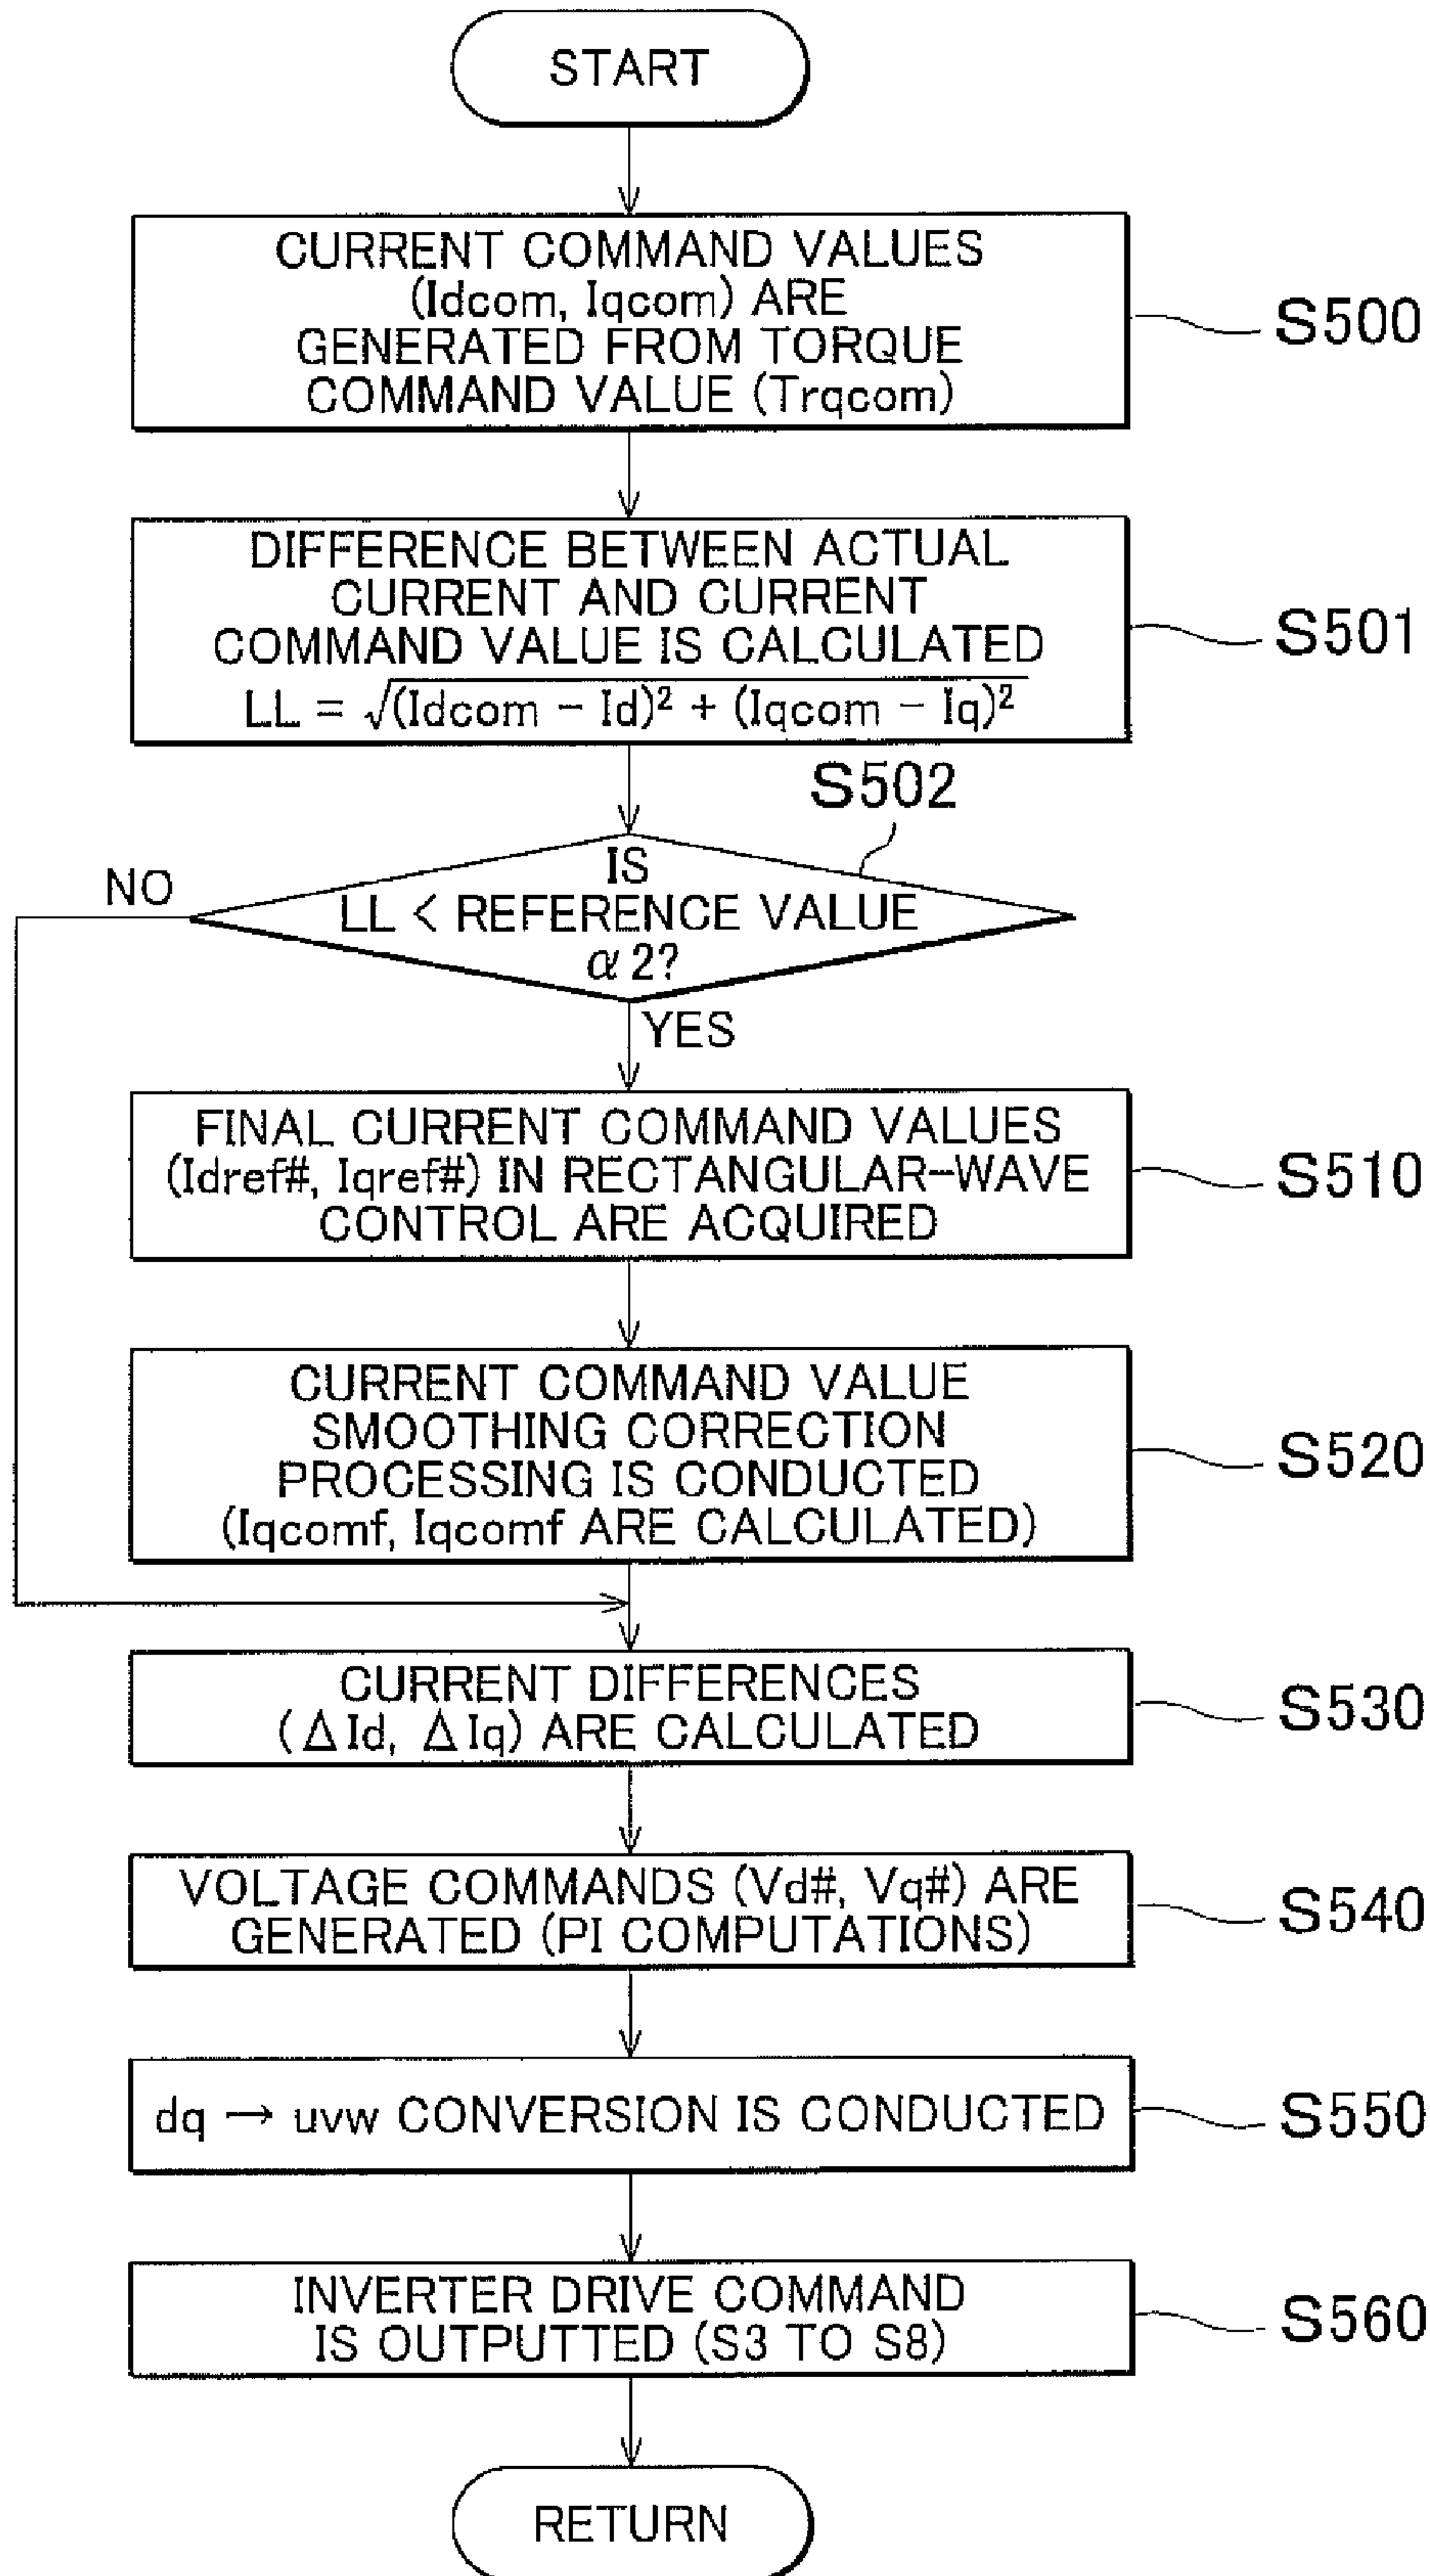 START
CURRENT COMMAND VALUES
(Idcom, Iqcom) ARE
GENERATED FROM TORQUE
COMMAND VALUE (Trqcom)
S500
DIFFERENCE BETWEEN ACTUAL
CURRENT AND CURRENT
COMMAND VALUE IS CALCULATED
LL = √(Idcom − Id)² + (Iqcom − Iq)²
S501
S502
IS
LL < REFERENCE VALUE
α2?
NO
YES
FINAL CURRENT COMMAND VALUES
(Idref#, Iqref#) IN RECTANGULAR-WAVE
CONTROL ARE ACQUIRED
S510
CURRENT COMMAND VALUE
SMOOTHING CORRECTION
PROCESSING IS CONDUCTED
(Iqcomf, Iqcomf ARE CALCULATED)
S520
CURRENT DIFFERENCES
(ΔId, ΔIq) ARE CALCULATED
S530
VOLTAGE COMMANDS (Vd#, Vq#) ARE
GENERATED (PI COMPUTATIONS)
S540
dq → uvw CONVERSION IS CONDUCTED
S550
INVERTER DRIVE COMMAND
IS OUTPUTTED (S3 TO S8)
S560
RETURN